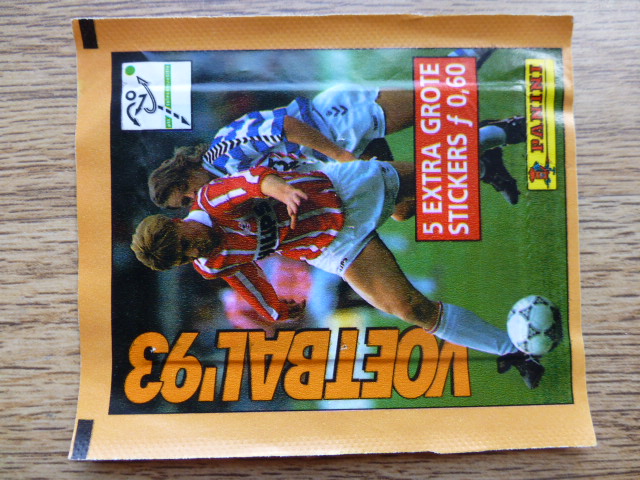 5 EXTRA GROTE
STICKERS ƒ 0,60
PANINI
VOETBAL '93